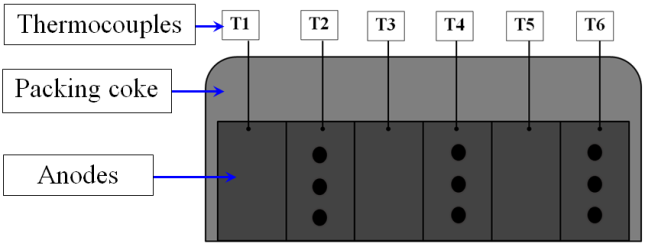 Thermocouples
T1
T2
T3
T4
T5
T6
Packing coke
Anodes